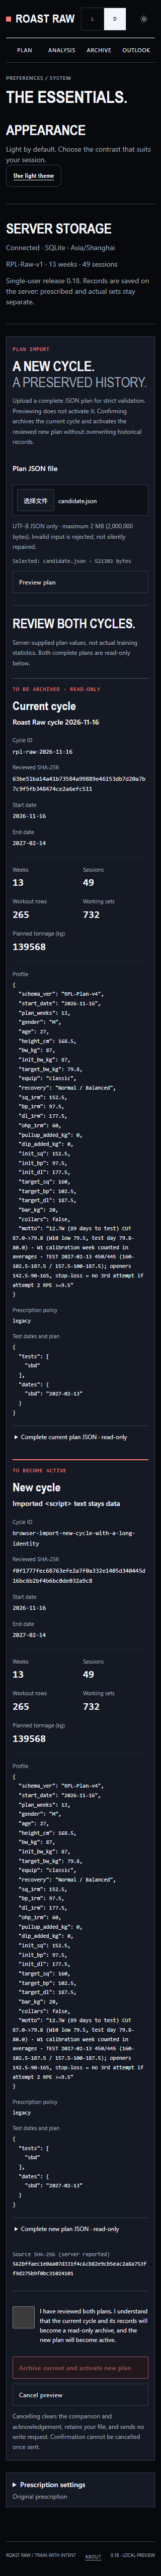 ROAST RAW
L
D
PLAN
ANALYSIS
ARCHIVE
OUTLOOK
PREFERENCES / SYSTEM
THE ESSENTIALS.
APPEARANCE
Light by default. Choose the contrast that suits
your session.
Use light theme
SERVER STORAGE
Connected · SQLite · Asia/Shanghai
RPL-Raw-v1 · 13 weeks · 49 sessions
Single-user release 0.18. Records are saved on
this server; prescribed and actual sets stay
separate.
PLAN IMPORT
A NEW CYCLE.
A PRESERVED HISTORY.
Upload a complete JSON plan for strict validation.
Previewing does not activate it. Confirming
archives the current cycle and activates the
reviewed new plan without overwriting historical
records.
Plan JSON file
选择文件
candidate.json
UTF-8 JSON only · maximum 2 MB (2,000,000
bytes). Invalid input is rejected, not silently
repaired.
Selected: candidate.json · 521303 bytes
Preview plan
REVIEW BOTH CYCLES.
Server-supplied plan values, not actual training
statistics. Both complete plans are read-only
below.
TO BE ARCHIVED · READ-ONLY
Current cycle
Roast Raw cycle 2026-11-16
Cycle ID
rpl-raw-2026-11-16
Reviewed SHA-256
Start date
2026-11-16
End date
2027-02-14
Weeks
Sessions
13
49
Workout rows
Working sets
265
732
Planned tonnage (kg)
139568
Profile
{
"schema_ver": "RPL-Plan-v4",
"start_date": "2026-11-16",
"plan_weeks": 13,
"gender": "M",
"age": 27,
"height_cm": 168.5,
"bw_kg": 87,
"init_bw_kg": 87,
"target_bw_kg": 79.8,
"equip": "classic",
"recovery": "Normal / Balanced",
"sq_1rm": 152.5,
"bp_1rm": 97.5,
"dl_1rm": 177.5,
"ohp_1rm": 60,
"pullup_added_kg": 0,
"dip_added_kg": 0,
"init_sq": 152.5,
"init_bp": 97.5,
"init_dl": 177.5,
"target_sq": 160,
"target_bp": 102.5,
"target_dl": 187.5,
"bar_kg": 20,
"collars": false,
"motto": "12.7W (89 days to test) CUT
87.0->79.8 (W10 low 79.5, test day 79.8-
80.0) · W1 calibration week counted in
averages · TEST 2027-02-13 450/445 (160-
102.5-187.5 / 157.5-100-187.5); openers
142.5-90-165, stop-loss = no 3rd attempt if
attempt 2 RPE >=9.5"
}
Prescription policy
legacy
Test dates and plan
{
"tests": [
"sbd"
],
"dates": {
"sbd": "2027-02-13"
}
}
▶ Complete current plan JSON · read-only
TO BECOME ACTIVE
New cycle
Imported <script> text stays data
Cycle ID
browser-import-new-cycle-with-a-long-
identity
Reviewed SHA-256
Start date
2026-11-16
End date
2027-02-14
Weeks
Sessions
13
49
Workout rows
Working sets
265
732
Planned tonnage (kg)
139568
Profile
{
"schema_ver": "RPL-Plan-v4",
"start_date": "2026-11-16",
"plan_weeks": 13,
"gender": "M",
"age": 27,
"height_cm": 168.5,
"bw_kg": 87,
"init_bw_kg": 87,
"target_bw_kg": 79.8,
"equip": "classic",
"recovery": "Normal / Balanced",
"sq_1rm": 152.5,
"bp_1rm": 97.5,
"dl_1rm": 177.5,
"ohp_1rm": 60,
"pullup_added_kg": 0,
"dip_added_kg": 0,
"init_sq": 152.5,
"init_bp": 97.5,
"init_dl": 177.5,
"target_sq": 160,
"target_bp": 102.5,
"target_dl": 187.5,
"bar_kg": 20,
"collars": false,
"motto": "12.7W (89 days to test) CUT
87.0->79.8 (W10 low 79.5, test day 79.8-
80.0) · W1 calibration week counted in
averages · TEST 2027-02-13 450/445 (160-
102.5-187.5 / 157.5-100-187.5); openers
142.5-90-165, stop-loss = no 3rd attempt if
attempt 2 RPE >=9.5"
}
Prescription policy
legacy
Test dates and plan
{
"tests": [
"sbd"
],
"dates": {
"sbd": "2027-02-13"
}
}
▶ Complete new plan JSON · read-only
Source SHA-256 (server reported)
I have reviewed both plans. I understand
that the current cycle and its records will
become a read-only archive, and the
new plan will become active.
Archive current and activate new plan
Cancel preview
Cancelling clears the comparison and
acknowledgement, retains your file, and sends no
write request. Confirmation cannot be cancelled
once sent.
▶ Prescription settings
Original prescription
ROAST RAW / TRAIN WITH INTENT
ABOUT
0.18 · LOCAL PREVIEW